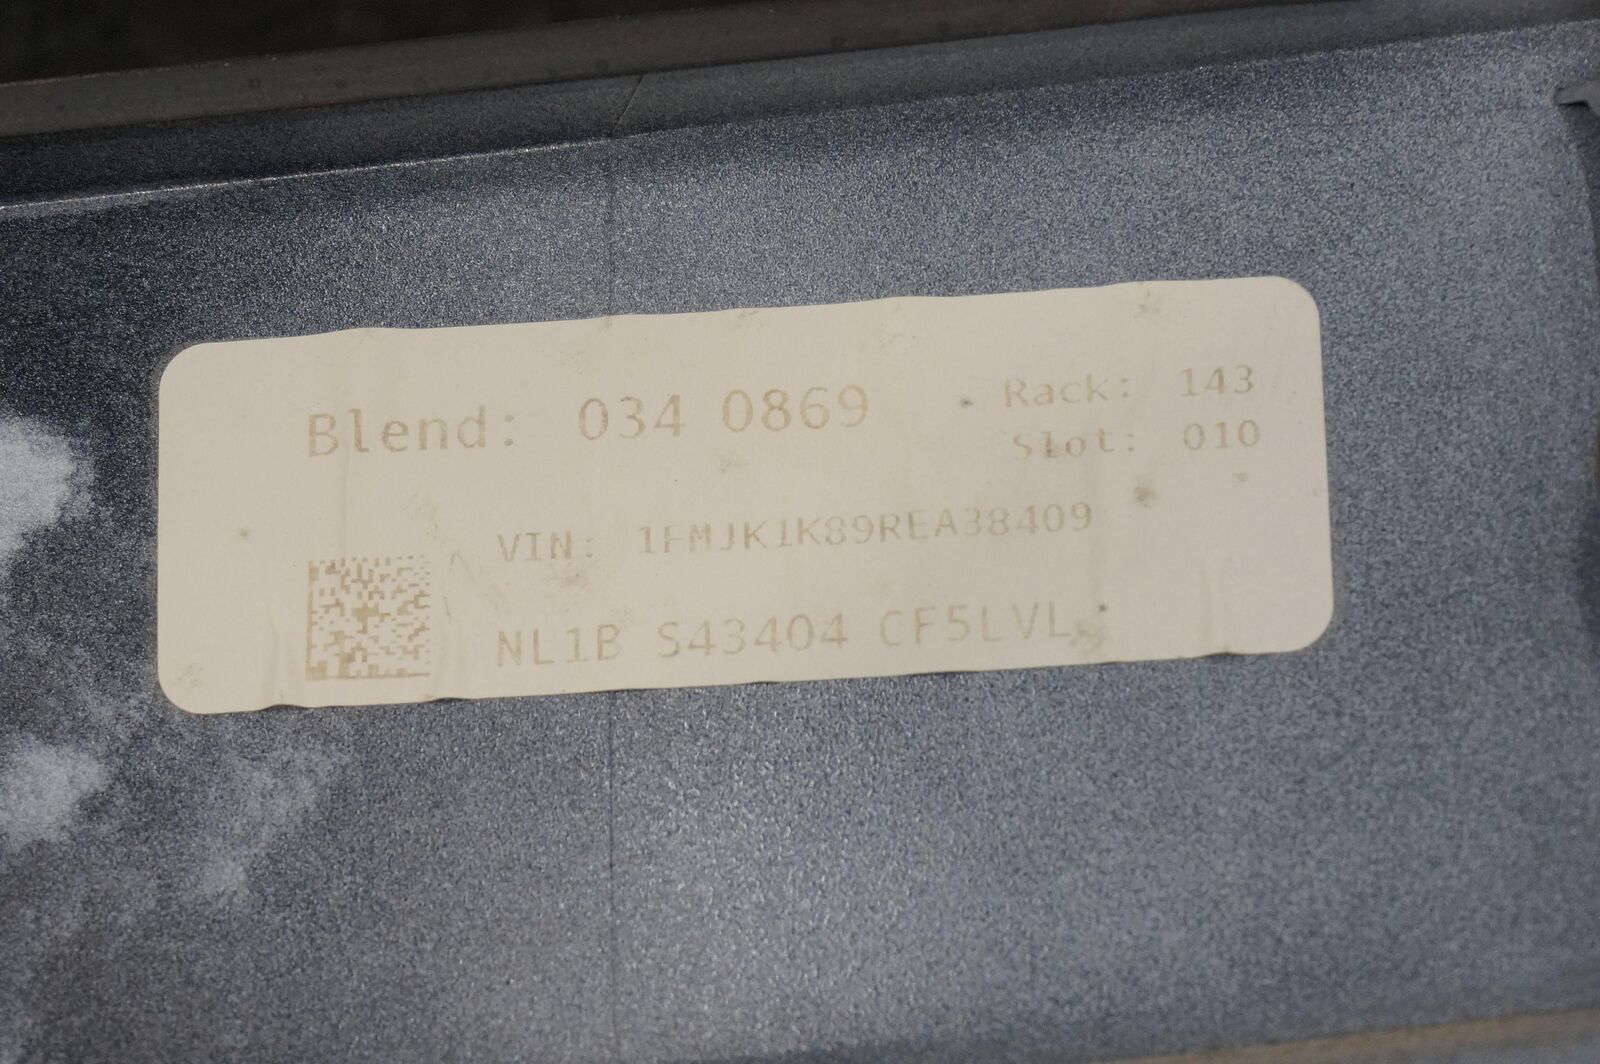 Blend: 034 0869
Rack: 143
Slot: 010
VIN: 1FMJK1K89REA38409
NL1B S43404 CF5LVL